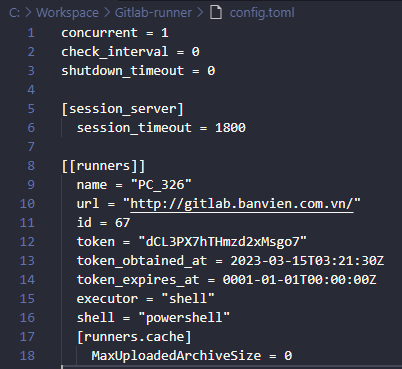 C: > Workspace > Gitlab-runner > config.toml
1 concurrent = 1
2 check_interval = 0
3 shutdown_timeout = 0
4
5 [session_server]
6 session_timeout = 1800
7
8 [[runners]]
9 name = "PC_326"
10 url = "http://gitlab.banvien.com.vn/"
11 id = 67
12 token = "dCL3PX7hTHmzd2xMsgo7"
13 token_obtained_at = 2023-03-15T03:21:30Z
14 token_expires_at = 0001-01-01T00:00:00Z
15 executor = "shell"
16 shell = "powershell"
17 [runners.cache]
18 MaxUploadedArchiveSize = 0